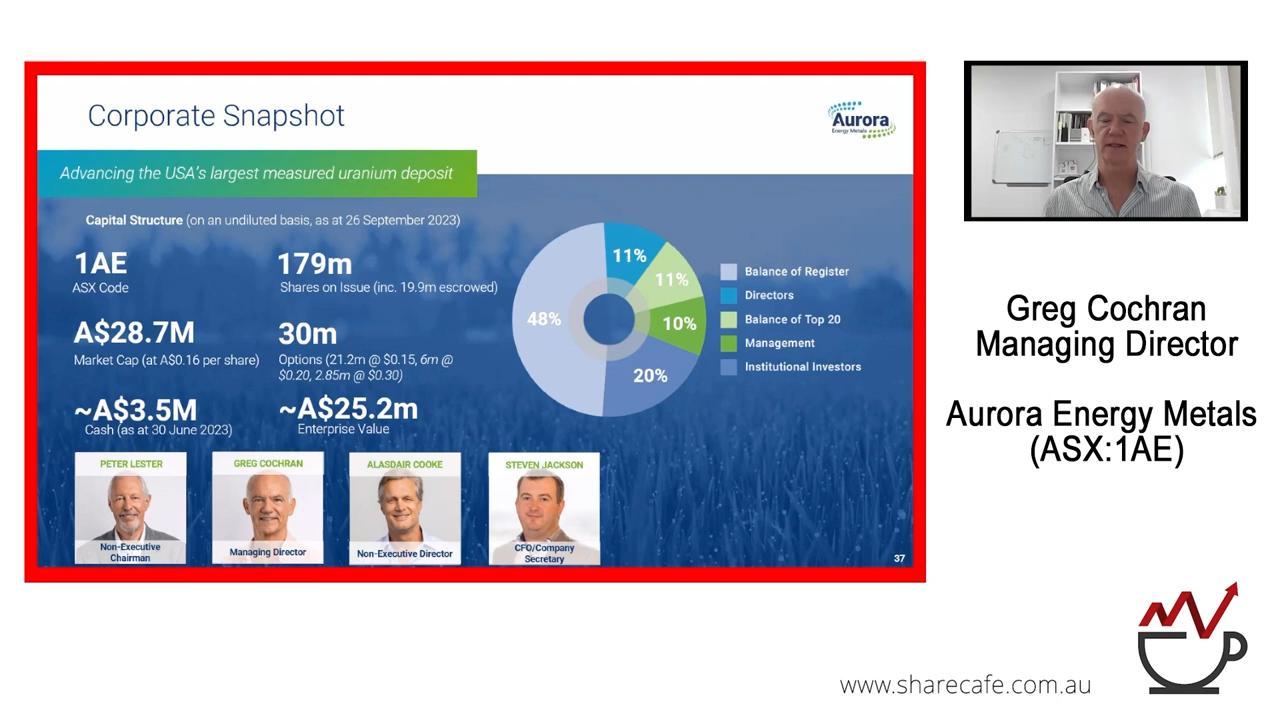 Corporate Snapshot
Aurora
Energy Metals
Advancing the USA's largest measured uranium deposit
Capital Structure (on an undiluted basis, as at 26 September 2023)
1AE
ASX Code
179m
Shares on Issue (inc. 19.9m escrowed)
A$28.7M
Market Cap (at A$0.16 per share)
30m
Options (21.2m @ $0.15, 6m @
$0.20, 2.85m @ $0.30)
~A$3.5M
Cash (as at 30 June 2023)
~A$25.2m
Enterprise Value
11%
11%
10%
20%
48%
Balance of Register
Directors
Balance of Top 20
Management
Institutional Investors
PETER LESTER
Non-Executive
Chairman
GREG COCHRAN
Managing Director
ALASDAIR COOKE
Non-Executive Director
STEVEN JACKSON
CFO/Company
Secretary
37
Greg Cochran
Managing Director
Aurora Energy Metals
(ASX:1AE)
www.sharecafe.com.au